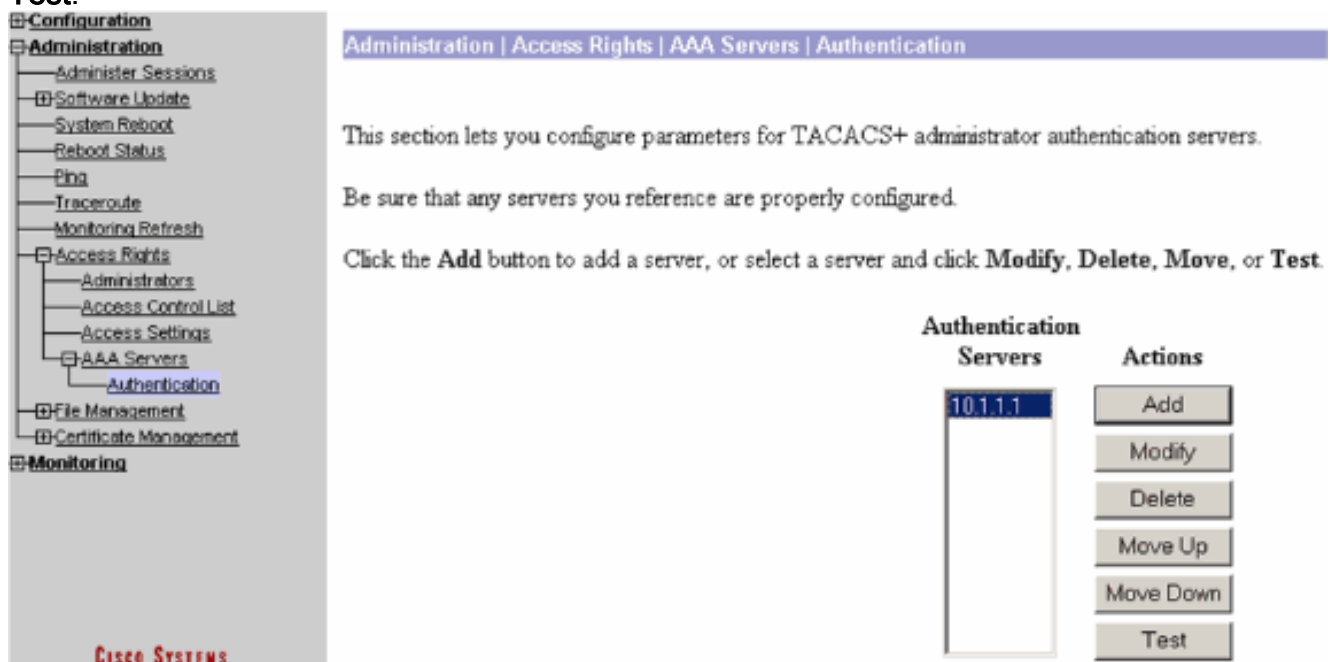 Test.
Configuration
Administration
Administer Sessions
Software Update
System Reboot
Reboot Status
Ping
Traceroute
Monitoring Refresh
Access Rights
Administrators
Access Control List
Access Settings
AAA Servers
Authentication
File Management
Certificate Management
Monitoring
CISCO SYSTEMS
Administration | Access Rights | AAA Servers | Authentication
This section lets you configure parameters for TACACS+ administrator authentication servers.
Be sure that any servers you reference are properly configured.
Click the Add button to add a server, or select a server and click Modify, Delete, Move, or Test.
Authentication
Servers
Actions
10.1.1.1
Add
Modify
Delete
Move Up
Move Down
Test